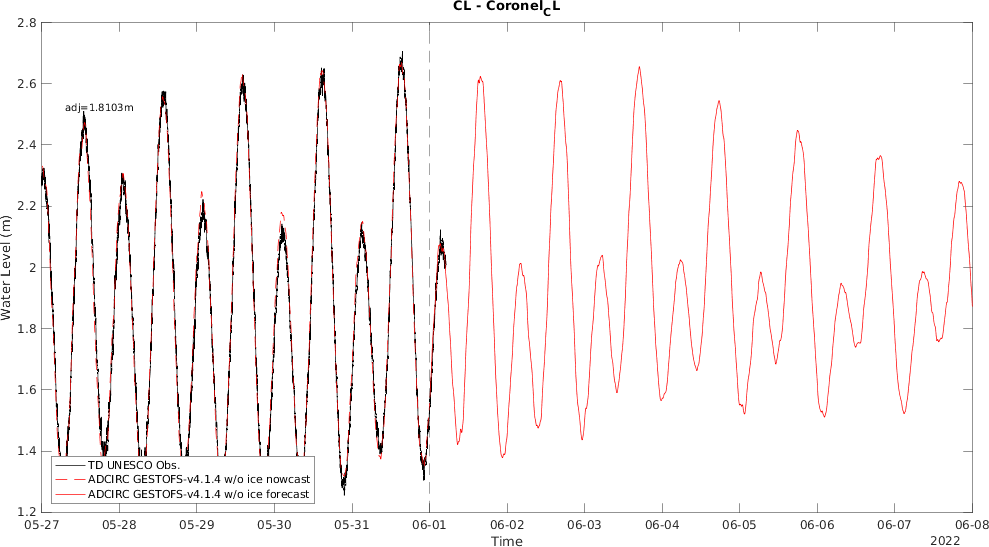 CL - Coronel_CL
2.8
2.6
2.4
2.2
2
1.8
1.6
1.4
1.2
Water Level (m)
adj=1.8103m
TD UNESCO Obs.
ADCIRC GESTOFS-v4.1.4 w/o ice nowcast
ADCIRC GESTOFS-v4.1.4 w/o ice forecast
05-27 05-28 05-29 05-30 05-31 06-01 06-02 06-03 06-04 06-05 06-06 06-07 06-08
Time
2022